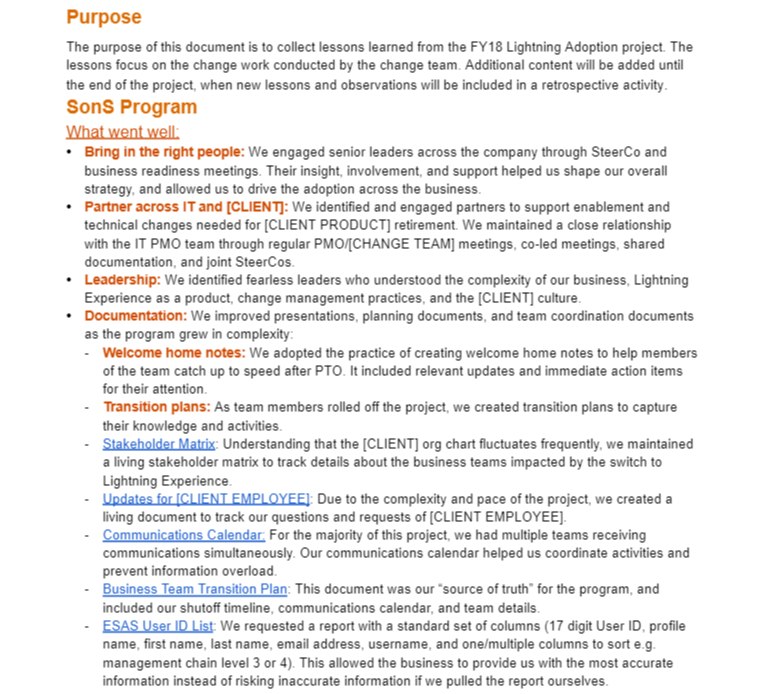 Purpose
The purpose of this document is to collect lessons learned from the FY18 Lightning Adoption project. The
lessons focus on the change work conducted by the change team. Additional content will be added until
the end of the project, when new lessons and observations will be included in a retrospective activity.
SonS Program
What went well:
• Bring in the right people: We engaged senior leaders across the company through SteerCo and
business readiness meetings. Their insight, involvement, and support helped us shape our overall
strategy, and allowed us to drive the adoption across the business.
• Partner across IT and [CLIENT]: We identified and engaged partners to support enablement and
technical changes needed for [CLIENT PRODUCT] retirement. We maintained a close relationship
with the IT PMO team through regular PMO/[CHANGE TEAM] meetings, co-led meetings, shared
documentation, and joint SteerCos.
• Leadership: We identified fearless leaders who understood the complexity of our business, Lightning
Experience as a product, change management practices, and the [CLIENT] culture.
• Documentation: We improved presentations, planning documents, and team coordination documents
as the program grew in complexity:
- Welcome home notes: We adopted the practice of creating welcome home notes to help members
of the team catch up to speed after PTO. It included relevant updates and immediate action items
for their attention.
- Transition plans: As team members rolled off the project, we created transition plans to capture
their knowledge and activities.
- Stakeholder Matrix: Understanding that the [CLIENT] org chart fluctuates frequently, we maintained
a living stakeholder matrix to track details about the business teams impacted by the switch to
Lightning Experience.
- Updates for [CLIENT EMPLOYEE]: Due to the complexity and pace of the project, we created a
living document to track our questions and requests of [CLIENT EMPLOYEE].
- Communications Calendar: For the majority of this project, we had multiple teams receiving
communications simultaneously. Our communications calendar helped us coordinate activities and
prevent information overload.
- Business Team Transition Plan: This document was our “source of truth” for the program, and
included our shutoff timeline, communications calendar, and team details.
- ESAS User ID List: We requested a report with a standard set of columns (17 digit User ID, profile
name, first name, last name, email address, username, and one/multiple columns to sort e.g.
management chain level 3 or 4). This allowed the business to provide us with the most accurate
information instead of risking inaccurate information if we pulled the report ourselves.